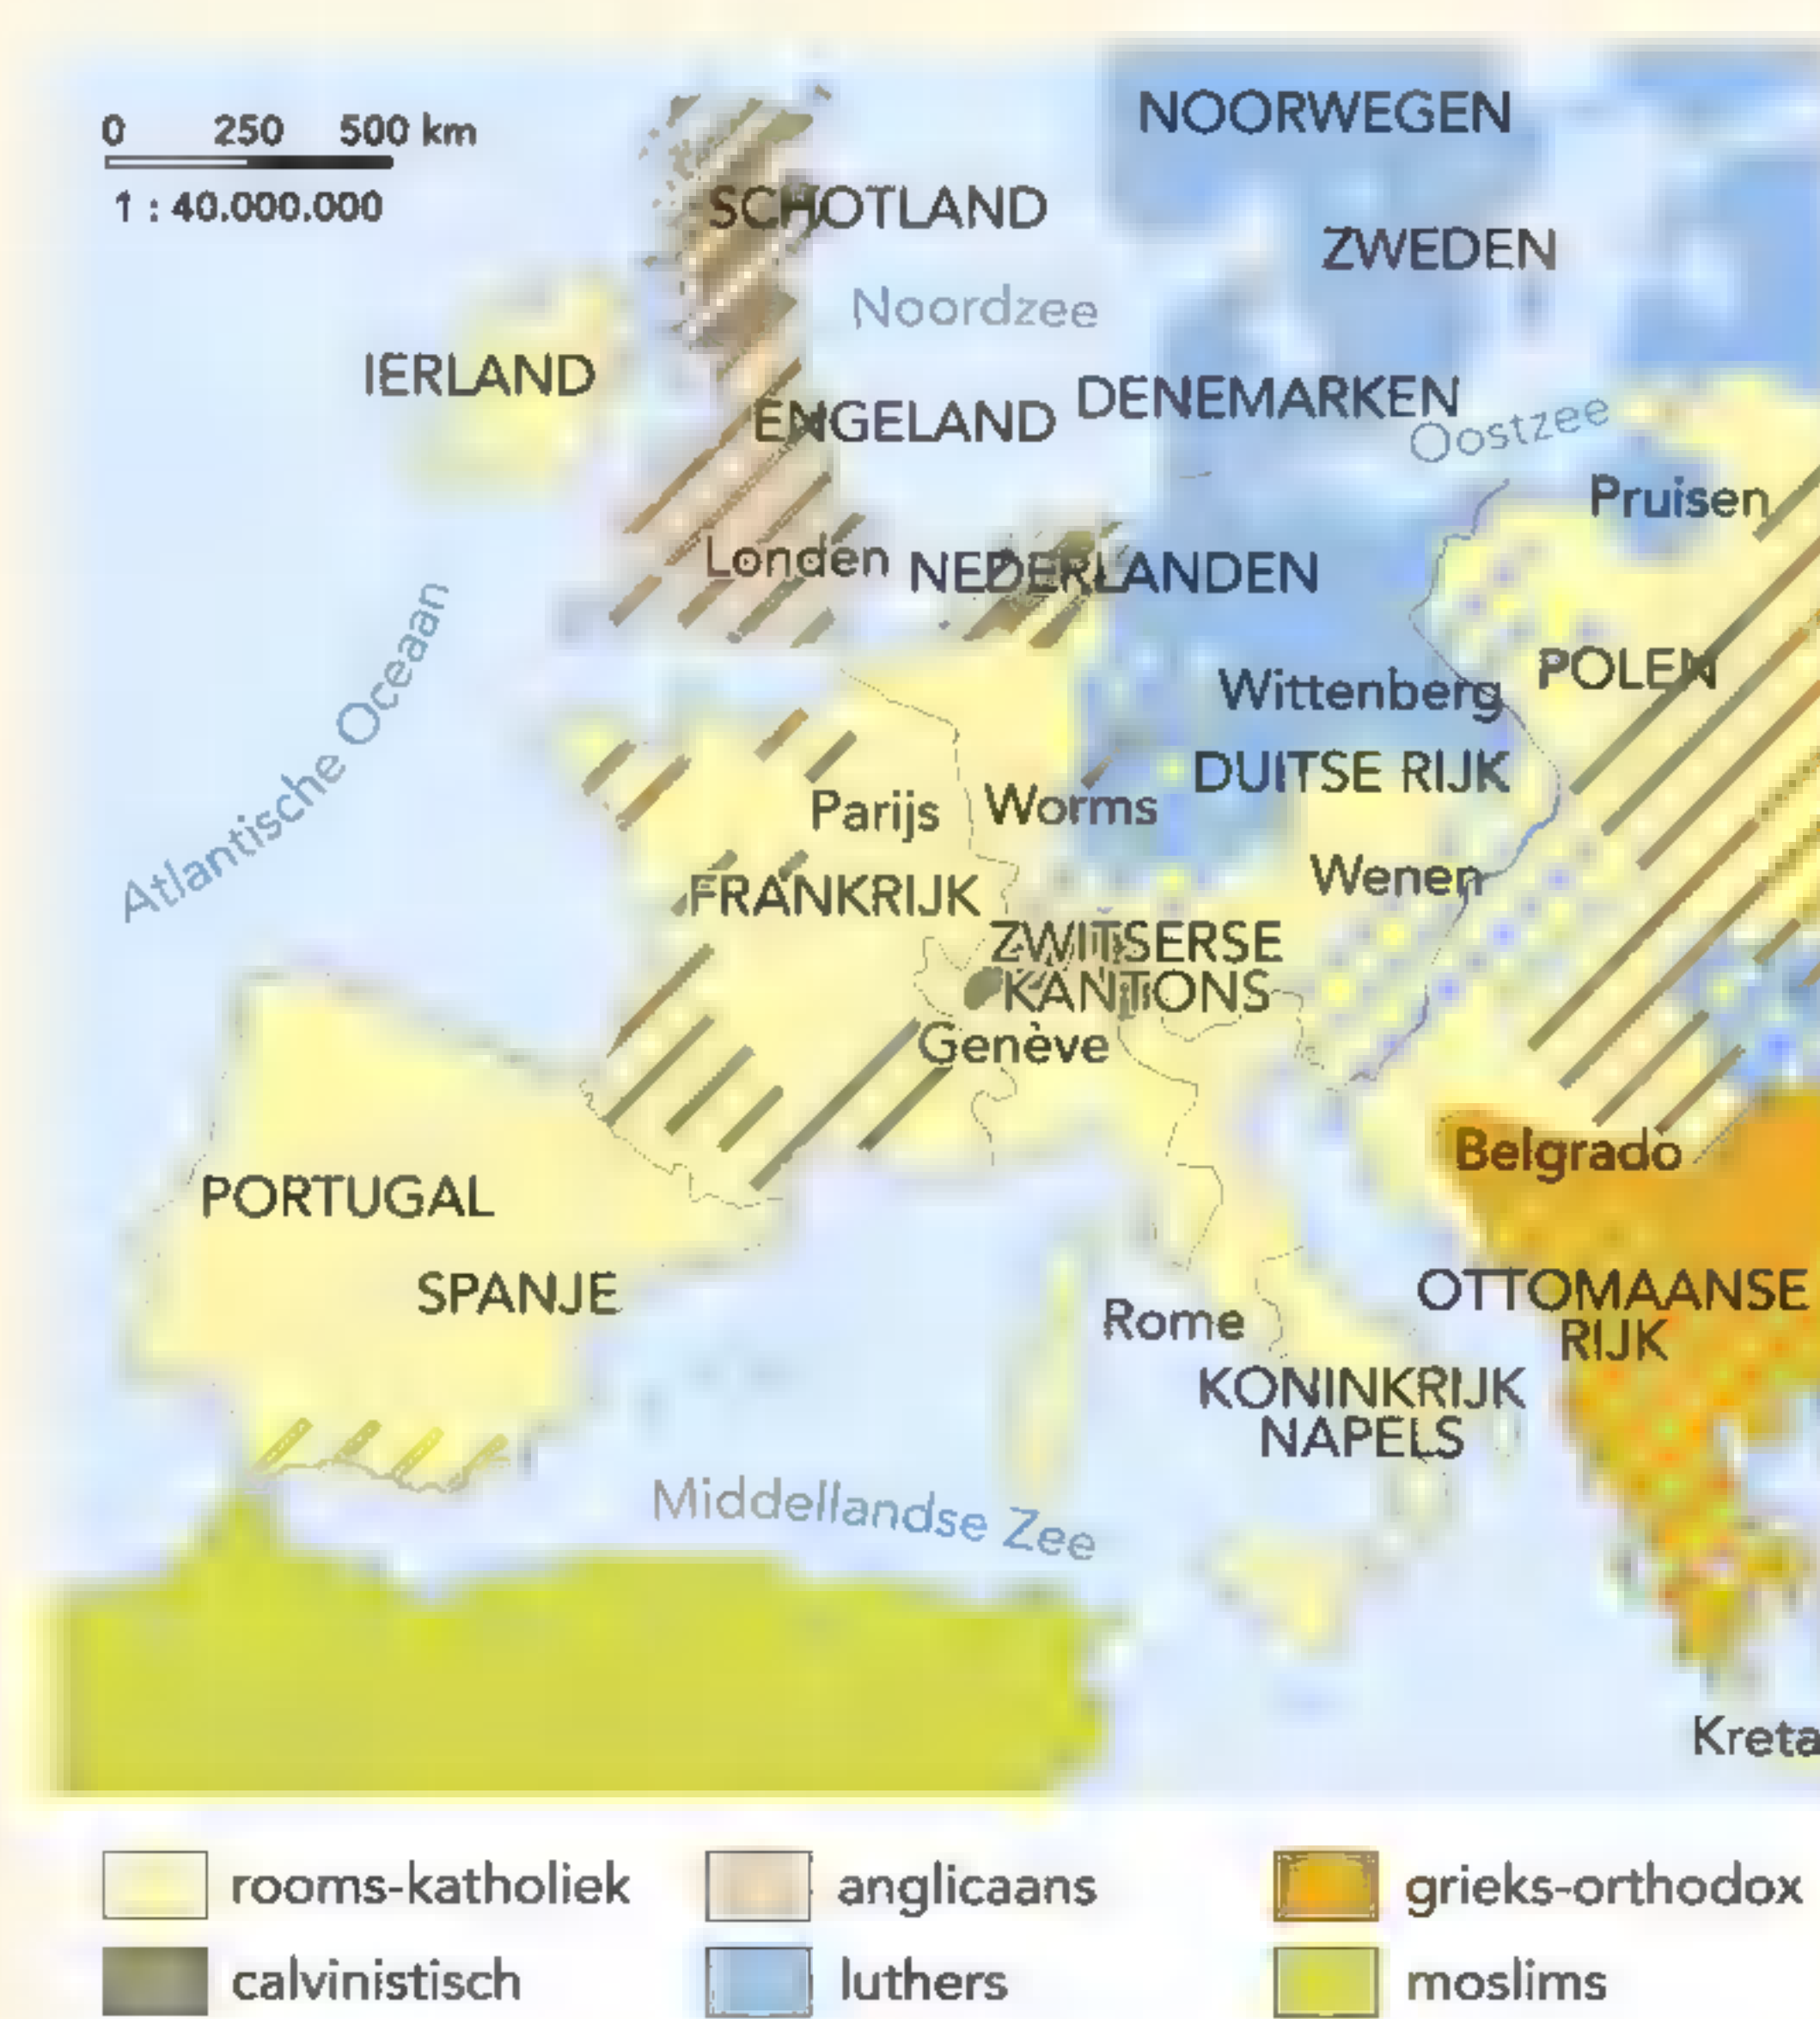 NOORWEGEN
0 250 500 km
1 : 40.000.000
SCHOTLAND
ZWEDEN
Noordzee
IERLAND
DENEMARKEN
ENGELAND
Oostzee
Pruisen
Londen
NEDERLANDEN
Atlantische Oceaan
POLEN
Wittenberg
DUITSE RIJK
Parijs
Worms
Wenen
FRANKRIJK
ZWITSERSE
KANTONS
Genève
Belgrado
PORTUGAL
SPANJE
OTTOMAANSE
RIJK
Rome
KONINKRIJK
NAPELS
Middellandse Zee
Kreta
rooms-katholiek
anglicaans
grieks-orthodox
calvinistisch
luthers
moslims